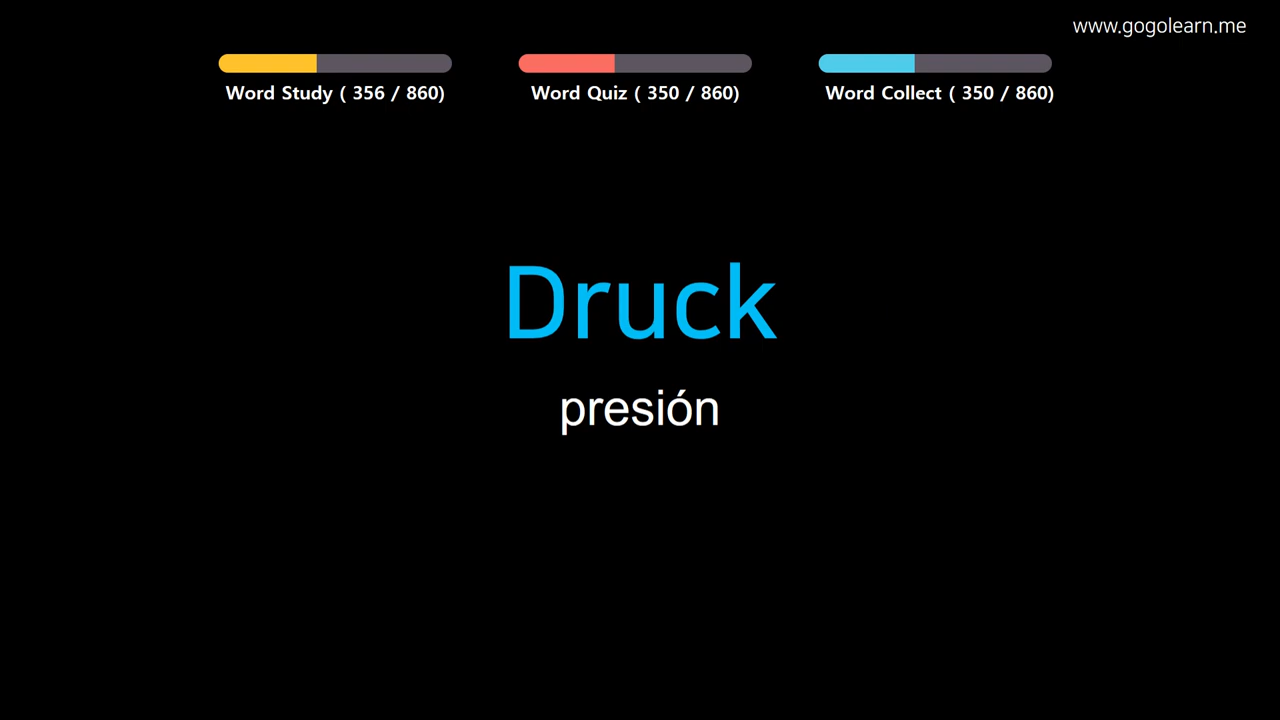 www.gogolearn.me
Word Study ( 356 / 860)
Word Quiz ( 350 / 860)
Word Collect ( 350 / 860)
Druck
presión